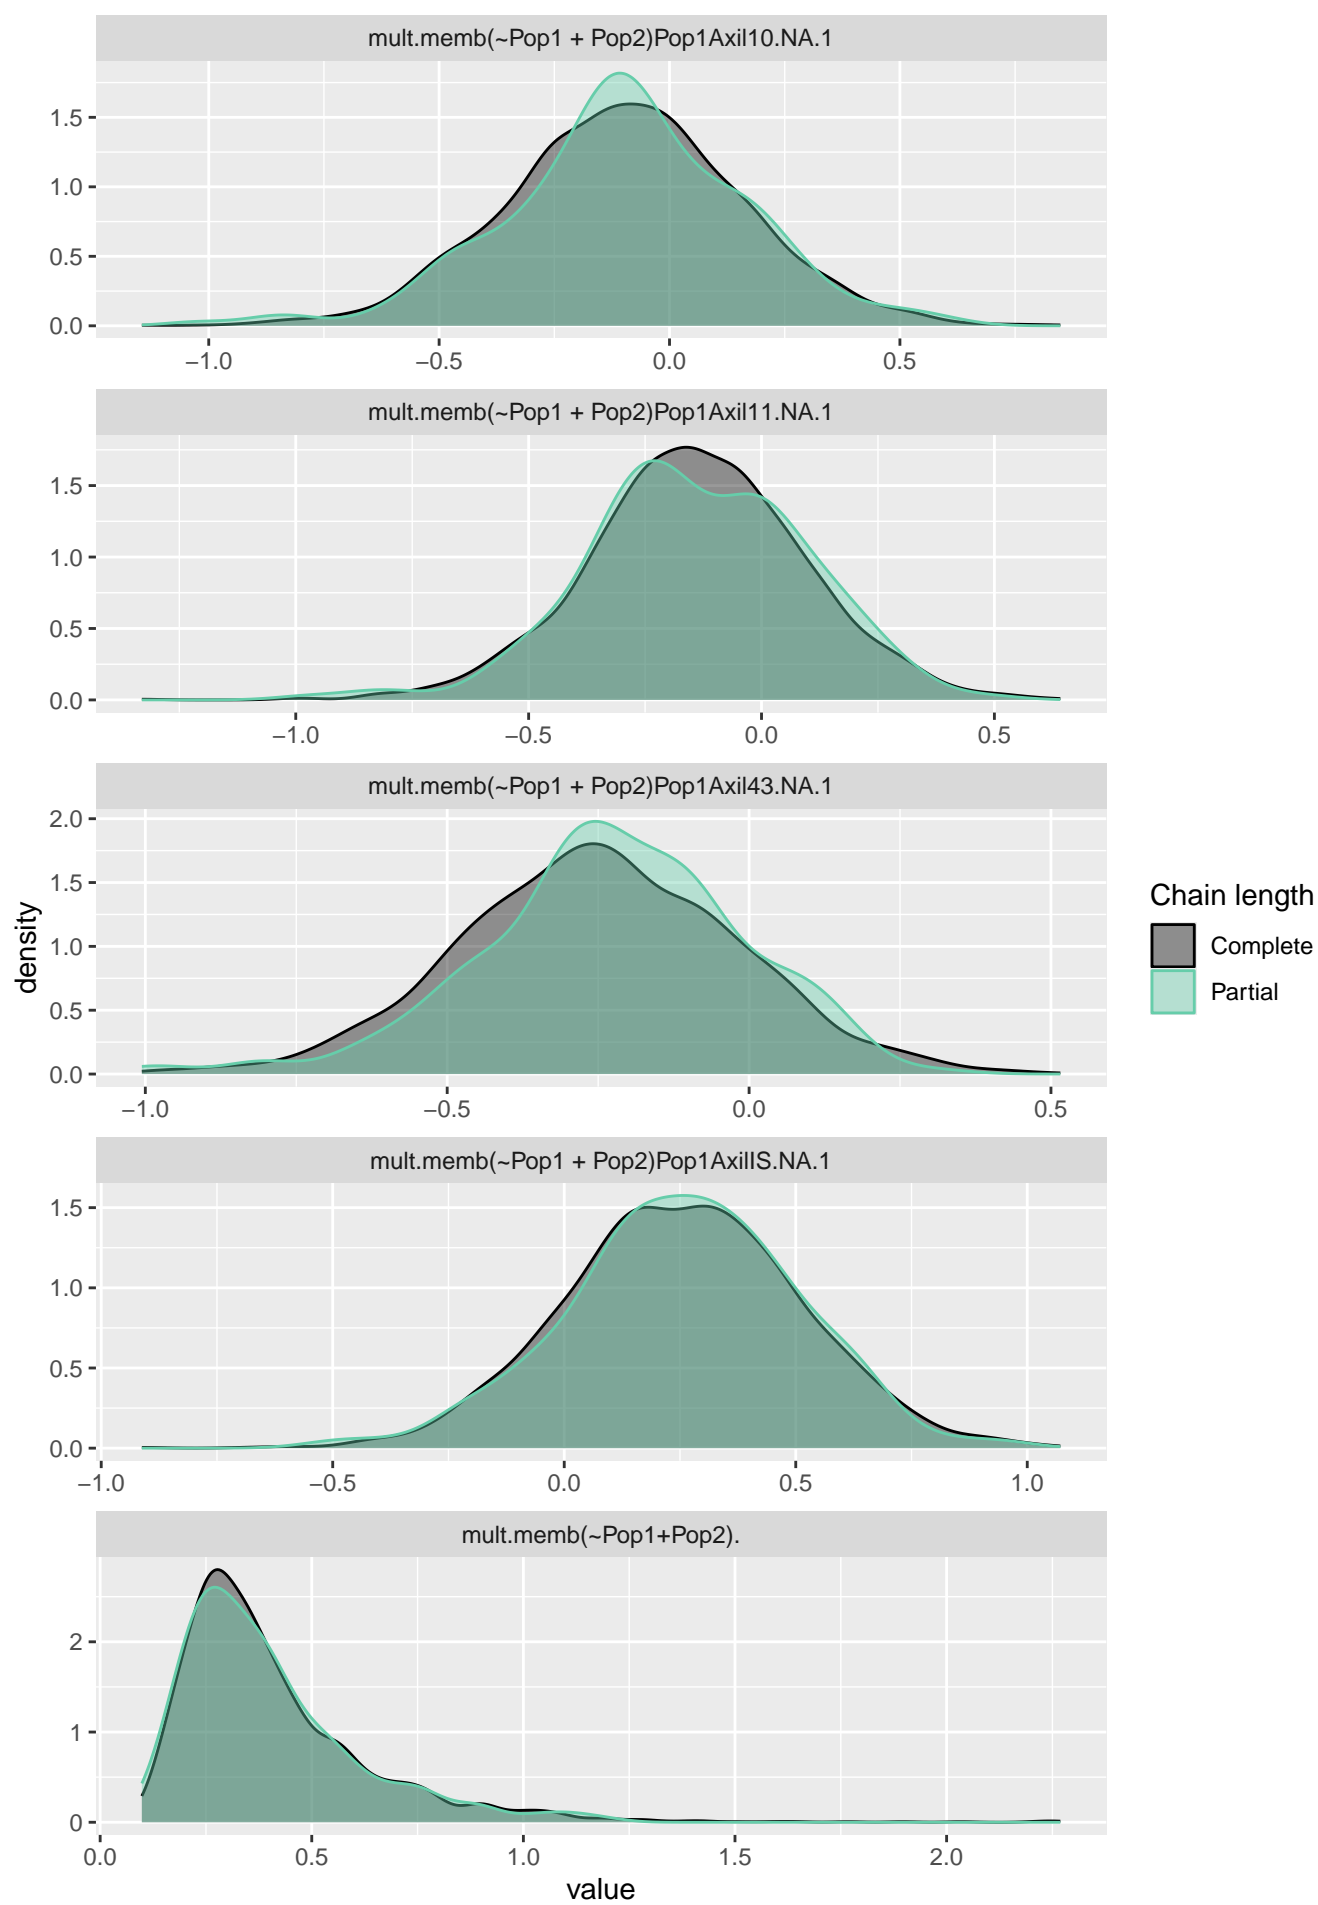 mult.memb(~Pop1 + Pop2)Pop1Axil10.NA.1
1.5
1.0
0.5
0.0
−1.0 −0.5 0.0 0.5
mult.memb(~Pop1 + Pop2)Pop1Axil11.NA.1
1.5
1.0
0.5
0.0
−1.0 −0.5 0.0 0.5
mult.memb(~Pop1 + Pop2)Pop1Axil43.NA.1
2.0
1.5
1.0
0.5
0.0
−1.0 −0.5 0.0 0.5
density
mult.memb(~Pop1 + Pop2)Pop1AxilIS.NA.1
1.5
1.0
0.5
0.0
−1.0 −0.5 0.0 0.5 1.0
mult.memb(~Pop1+Pop2).
2
1
0
0.0 0.5 1.0 1.5 2.0
value
Chain length
Complete
Partial